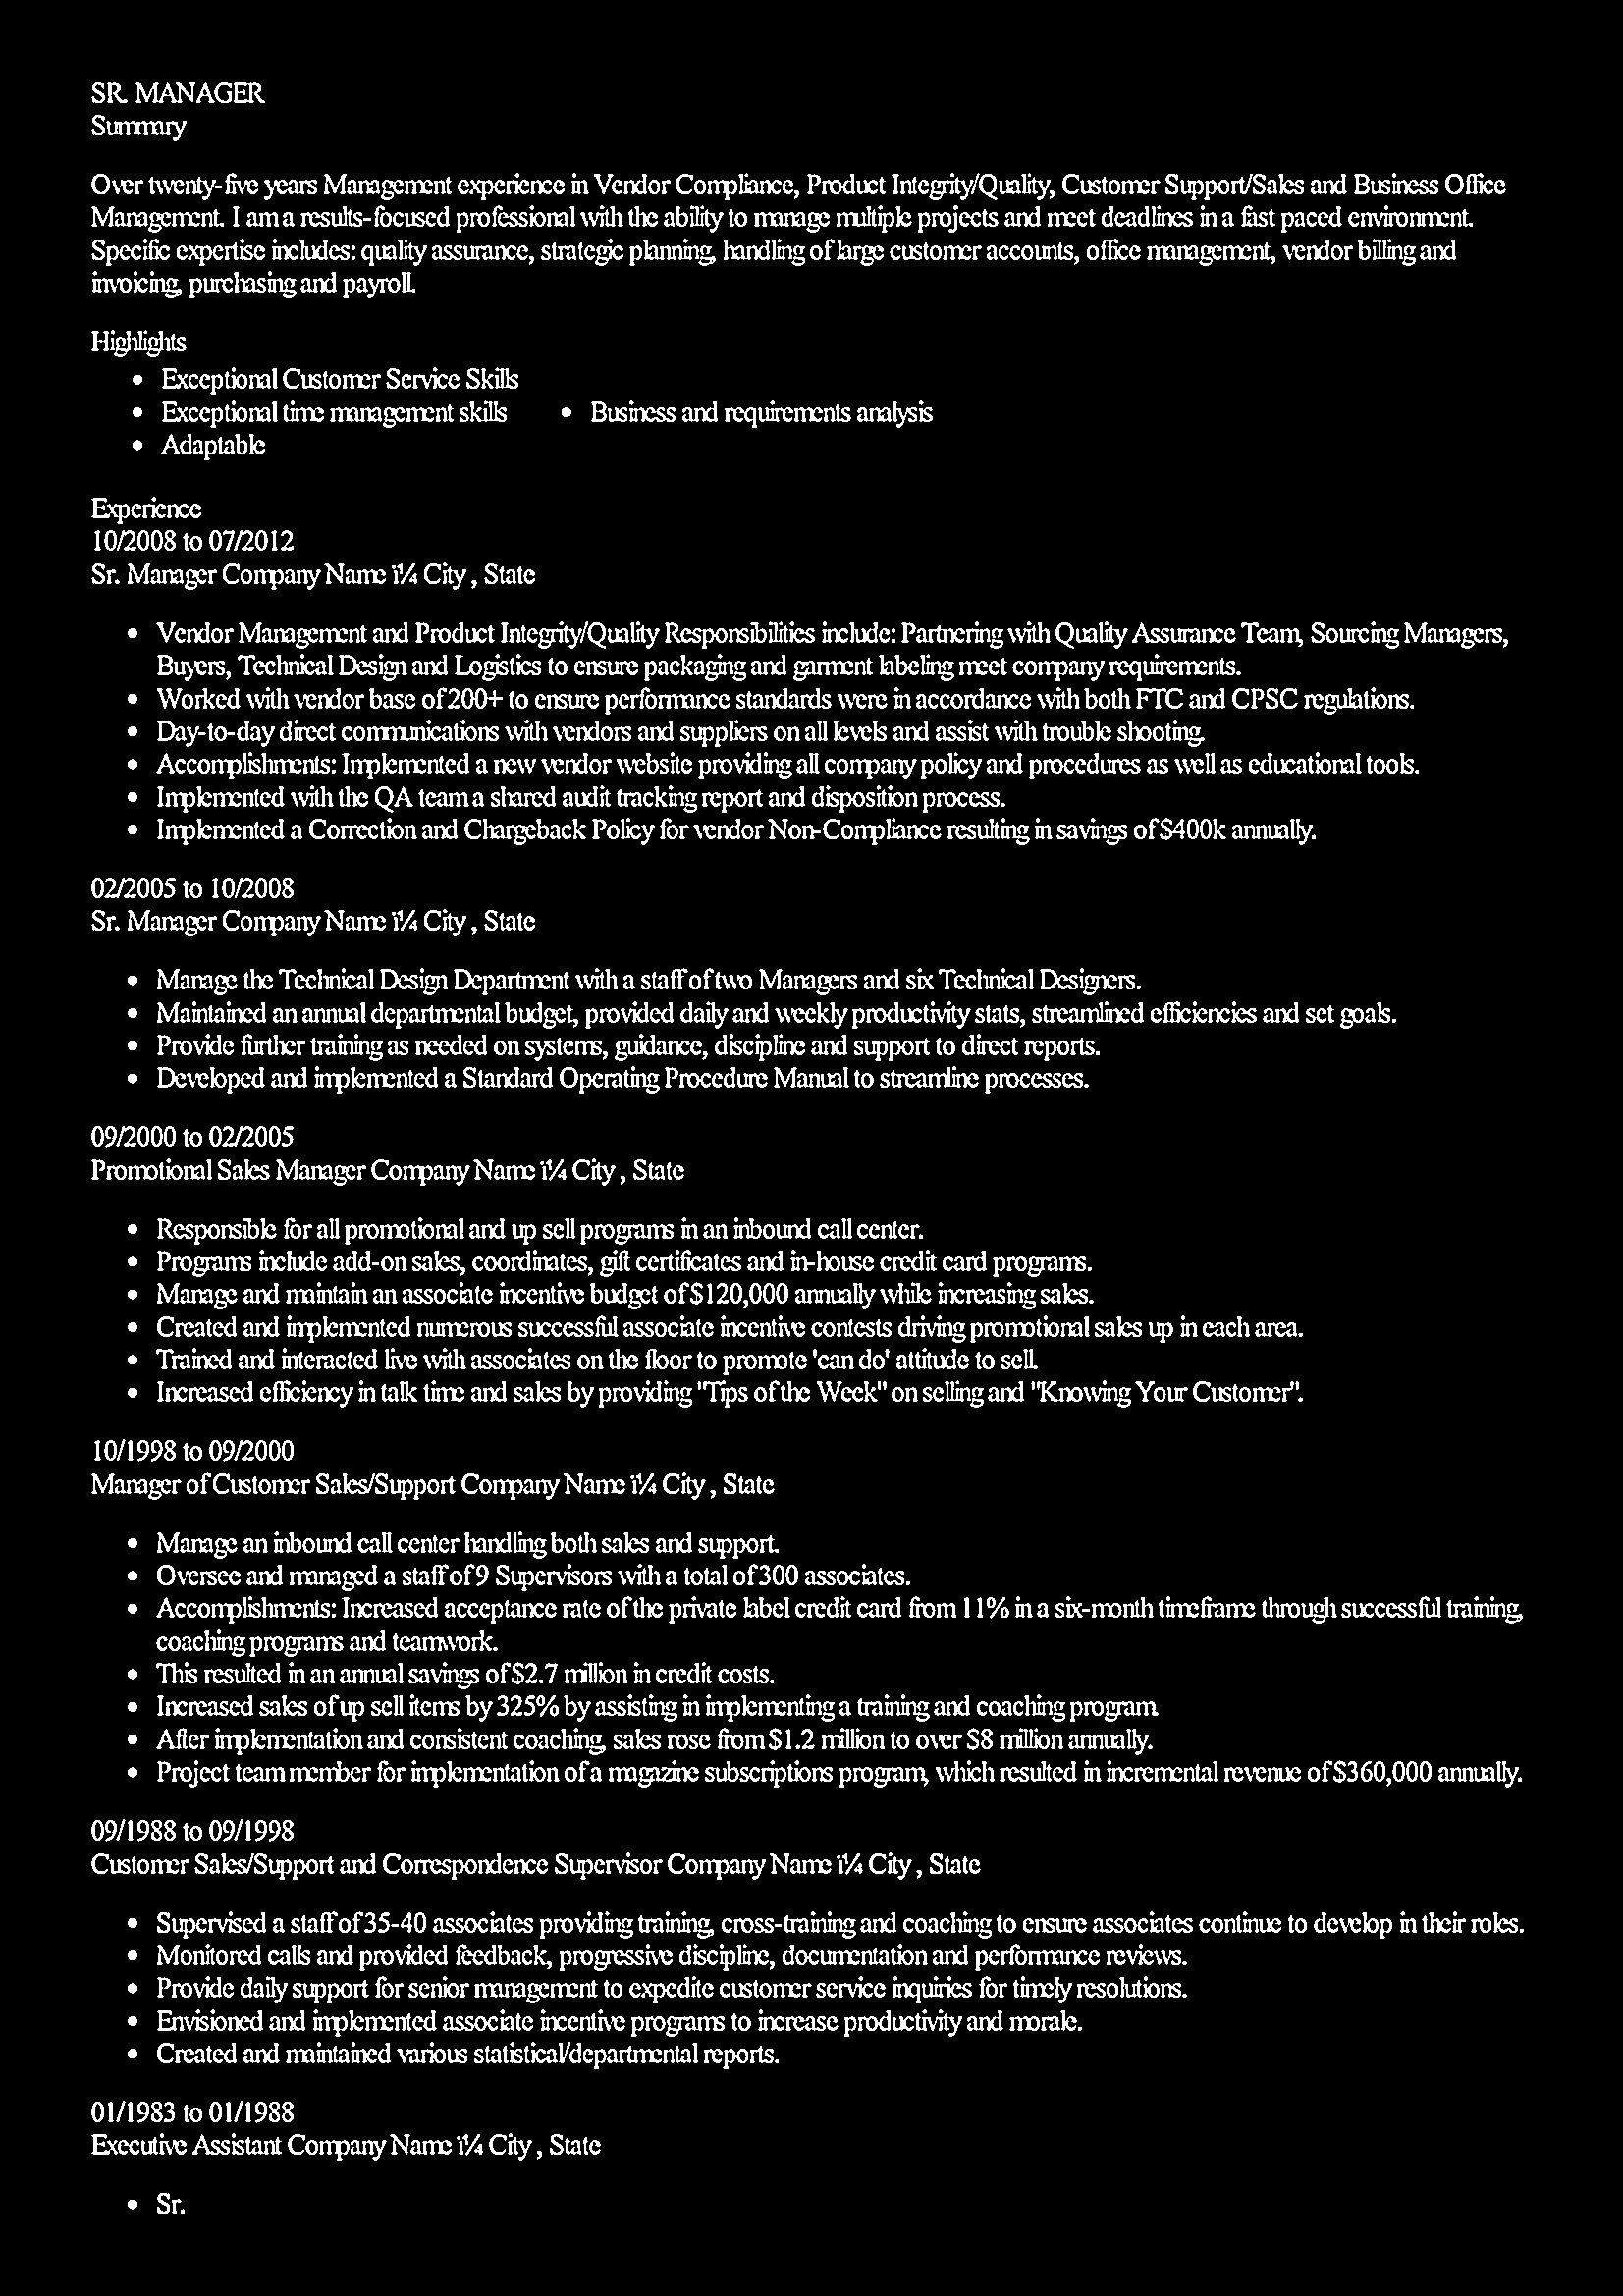 SR. MANAGER
Summary
Over twenty-five years Management experience in Vendor Compliance, Product Integrity/Quality, Customer Support/Sales and Business Office
Management. I am a results-focused professional with the ability to manage multiple projects and meet deadlines in a fast paced environment.
Specific expertise includes: quality assurance, strategic planning, handling of large customer accounts, office management, vendor billing and
invoicing, purchasing and payroll.
Highlights
• Exceptional Customer Service Skills
• Exceptional time management skills • Business and requirements analysis
• Adaptable
Experience
10/2008 to 07/2012
Sr. Manager Company Name ï¼ City , State
• Vendor Management and Product Integrity/Quality Responsibilities include: Partnering with Quality Assurance Team, Sourcing Managers,
Buyers, Technical Design and Logistics to ensure packaging and garment labeling meet company requirements.
• Worked with vendor base of 200+ to ensure performance standards were in accordance with both FTC and CPSC regulations.
• Day-to-day direct communications with vendors and suppliers on all levels and assist with trouble shooting.
• Accomplishments: Implemented a new vendor website providing all company policy and procedures as well as educational tools.
• Implemented with the QA team a shared audit tracking report and disposition process.
• Implemented a Correction and Chargeback Policy for vendor Non-Compliance resulting in savings of $400k annually.
02/2005 to 10/2008
Sr. Manager Company Name ï¼ City , State
• Manage the Technical Design Department with a staff of two Managers and six Technical Designers.
• Maintained an annual departmental budget, provided daily and weekly productivity stats, streamlined efficiencies and set goals.
• Provide further training as needed on systems, guidance, discipline and support to direct reports.
• Developed and implemented a Standard Operating Procedure Manual to streamline processes.
09/2000 to 02/2005
Promotional Sales Manager Company Name ï¼ City , State
• Responsible for all promotional and up sell programs in an inbound call center.
• Programs include add-on sales, coordinates, gift certificates and in-house credit card programs.
• Manage and maintain an associate incentive budget of $120,000 annually while increasing sales.
• Created and implemented numerous successful associate incentive contests driving promotional sales up in each area.
• Trained and interacted live with associates on the floor to promote 'can do' attitude to sell.
• Increased efficiency in talk time and sales by providing "Tips of the Week" on selling and "Knowing Your Customer".
10/1998 to 09/2000
Manager of Customer Sales/Support Company Name ï¼ City , State
• Manage an inbound call center handling both sales and support.
• Oversee and managed a staff of 9 Supervisors with a total of 300 associates.
• Accomplishments: Increased acceptance rate of the private label credit card from 11% in a six-month timeframe through successful training,
coaching programs and teamwork.
• This resulted in an annual savings of $2.7 million in credit costs.
• Increased sales of up sell items by 325% by assisting in implementing a training and coaching program.
• After implementation and consistent coaching, sales rose from $1.2 million to over $8 million annually.
• Project team member for implementation of a magazine subscriptions program, which resulted in incremental revenue of $360,000 annually.
09/1988 to 09/1998
Customer Sales/Support and Correspondence Supervisor Company Name ï¼ City , State
• Supervised a staff of 35-40 associates providing training, cross-training and coaching to ensure associates continue to develop in their roles.
• Monitored calls and provided feedback, progressive discipline, documentation and performance reviews.
• Provide daily support for senior management to expedite customer service inquiries for timely resolutions.
• Envisioned and implemented associate incentive programs to increase productivity and morale.
• Created and maintained various statistical/departmental reports.
01/1983 to 01/1988
Executive Assistant Company Name ï¼ City , State
• Sr.